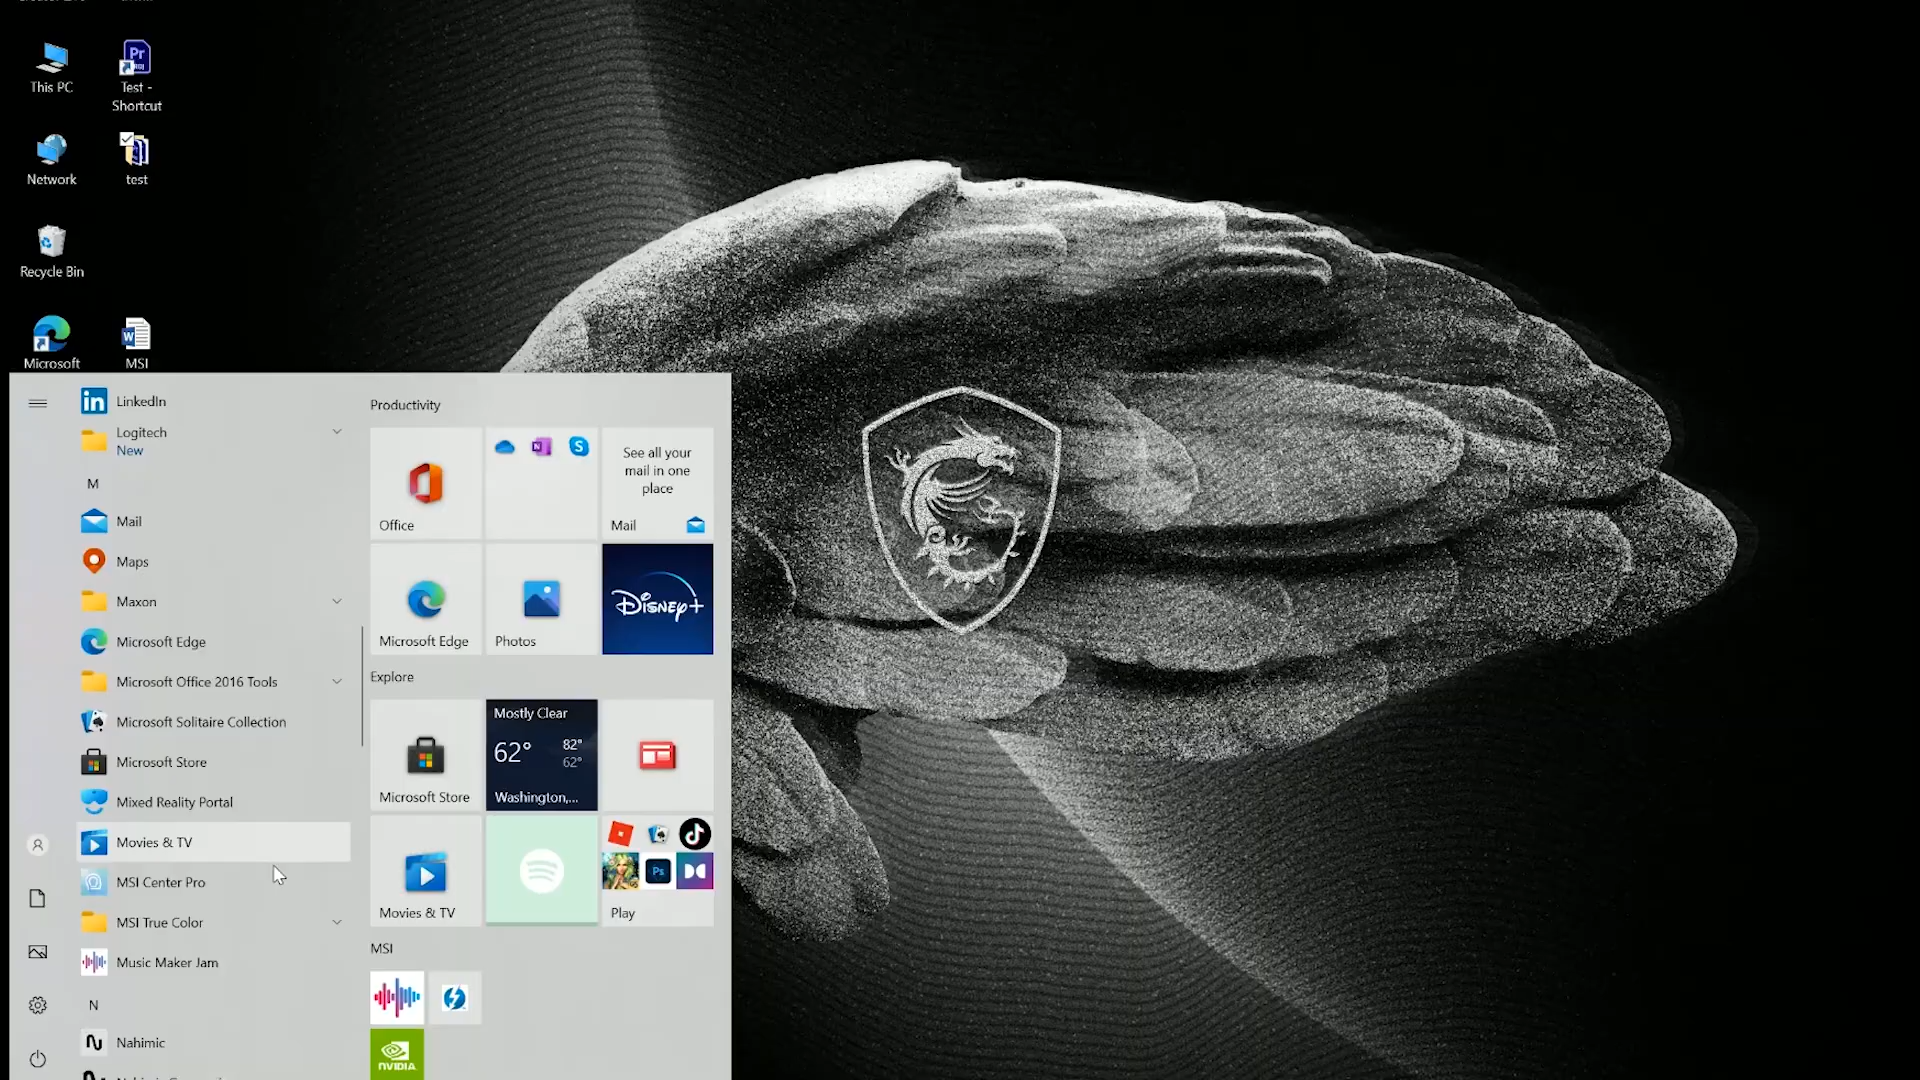 This PC
Test -
Shortcut
Network
test
Recycle Bin
Microsoft
MSI
LinkedIn
Logitech
New
M
Mail
Maps
Maxon
Microsoft Edge
Microsoft Office 2016 Tools
Microsoft Solitaire Collection
Microsoft Store
Mixed Reality Portal
Movies & TV
MSI Center Pro
MSI True Color
Music Maker Jam
N
Nahimic
Productivity
Office
See all your
mail in one
place
Mail
Microsoft Edge
Photos
Disney+
Explore
Microsoft Store
Mostly Clear
62°
82°
62°
Washington,...
Movies & TV
Ps
Play
MSI
NVIDIA